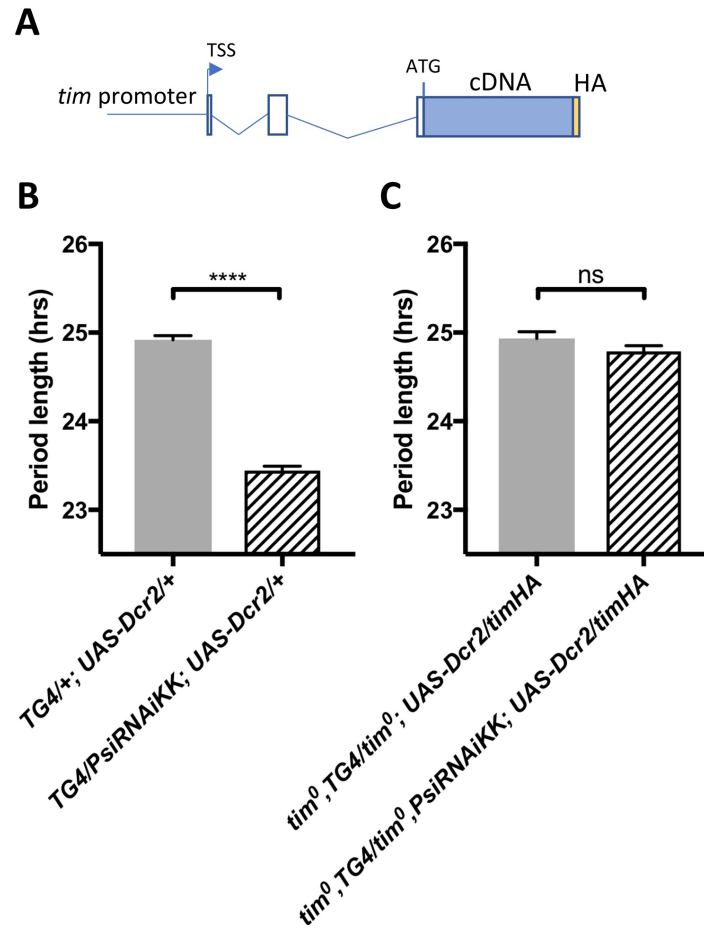 A
TSS
tim promoter
ATG
cDNA
HA
B
26
25
24
23
Period length (hrs)
****
TG4/+; UAS-Dcr2/+
TG4/PsiRNAiKK; UAS-Dcr2/+
C
26
25
24
23
Period length (hrs)
ns
tim⁰,TG4/tim⁰; UAS-Dcr2/timHA
tim⁰,TG4/tim⁰,PsiRNAiKK; UAS-Dcr2/timHA